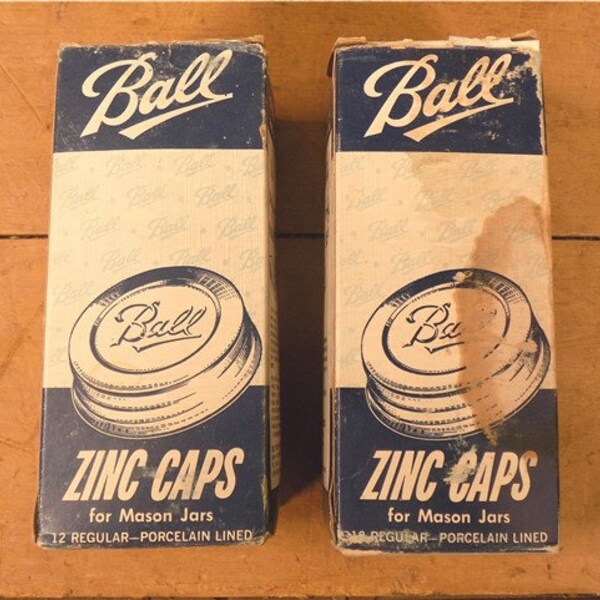 Ball
Ball
ZINC CAPS
for Mason Jars
12 REGULAR—PORCELAIN LINED
Ball
Ba
ZINC CAPS
for Mason Jars
REGULAR—PORCELAIN LINED